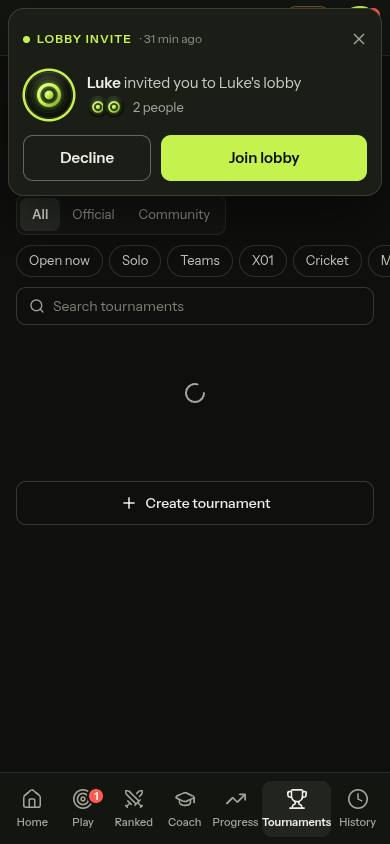 LOBBY INVITE · 31 min ago
Luke invited you to Luke's lobby
2 people
Decline
Join lobby
All
Official
Community
Open now
Solo
Teams
X01
Cricket
Search tournaments
Create tournament
1
Home
Play
Ranked
Coach
Progress
Tournaments
History